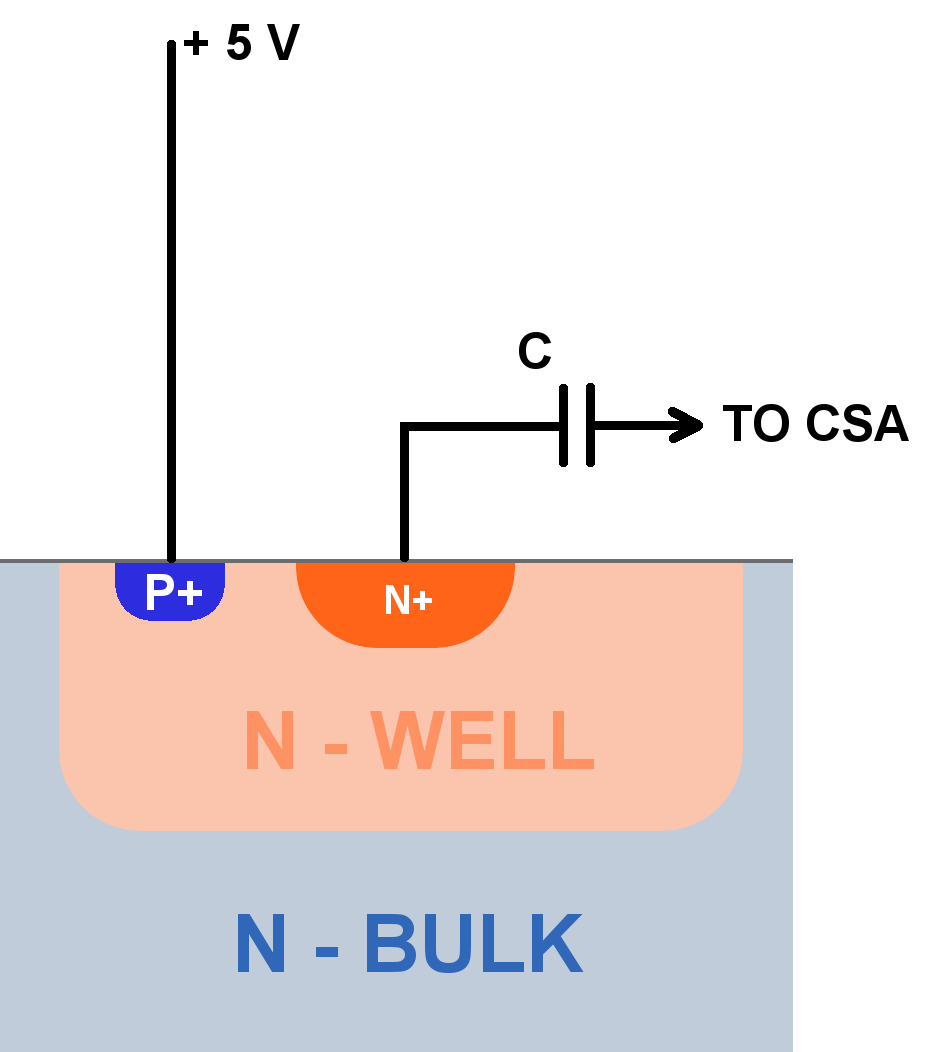 + 5 V
C
TO CSA
P+
N+
N - WELL
N - BULK